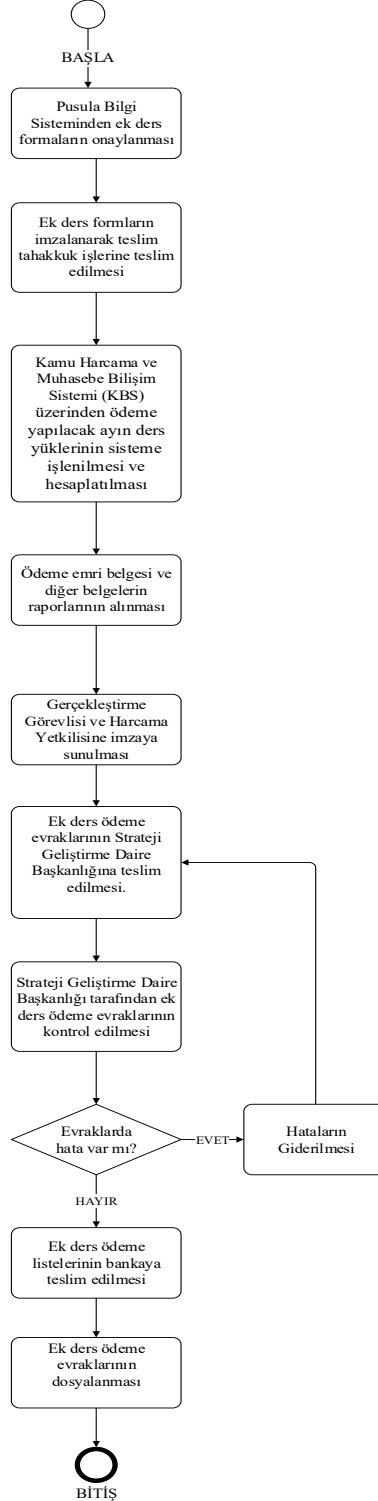 BAŞLA
Pusula Bilgi
Sisteminden ek ders
formaların onaylanması
Ek ders formların
imzalanarak teslim
tahakkuk işlerine teslim
edilmesi
Kamu Harcama ve
Muhasebe Bilişim
Sistemi (KBS)
üzerinden ödeme
yapılacak ayın ders
yüklerinin sisteme
işlenilmesi ve
hesaplatılması
Ödeme emri belgesi ve
diğer belgelerin
raporlarının alınması
Gerçekleştirme
Görevlisi ve Harcama
Yetkilisine imzaya
sunulması
Ek ders ödeme
evraklarının Strateji
Geliştirme Daire
Başkanlığına teslim
edilmesi.
Strateji Geliştirme Daire
Başkanlığı tarafından ek
ders ödeme evraklarının
kontrol edilmesi
Evraklarda
hata var mı?
EVET
Hataların
Giderilmesi
HAYIR
Ek ders ödeme
listelerinin bankaya
teslim edilmesi
Ek ders ödeme
evraklarının
dosyalanması
BİTİŞ